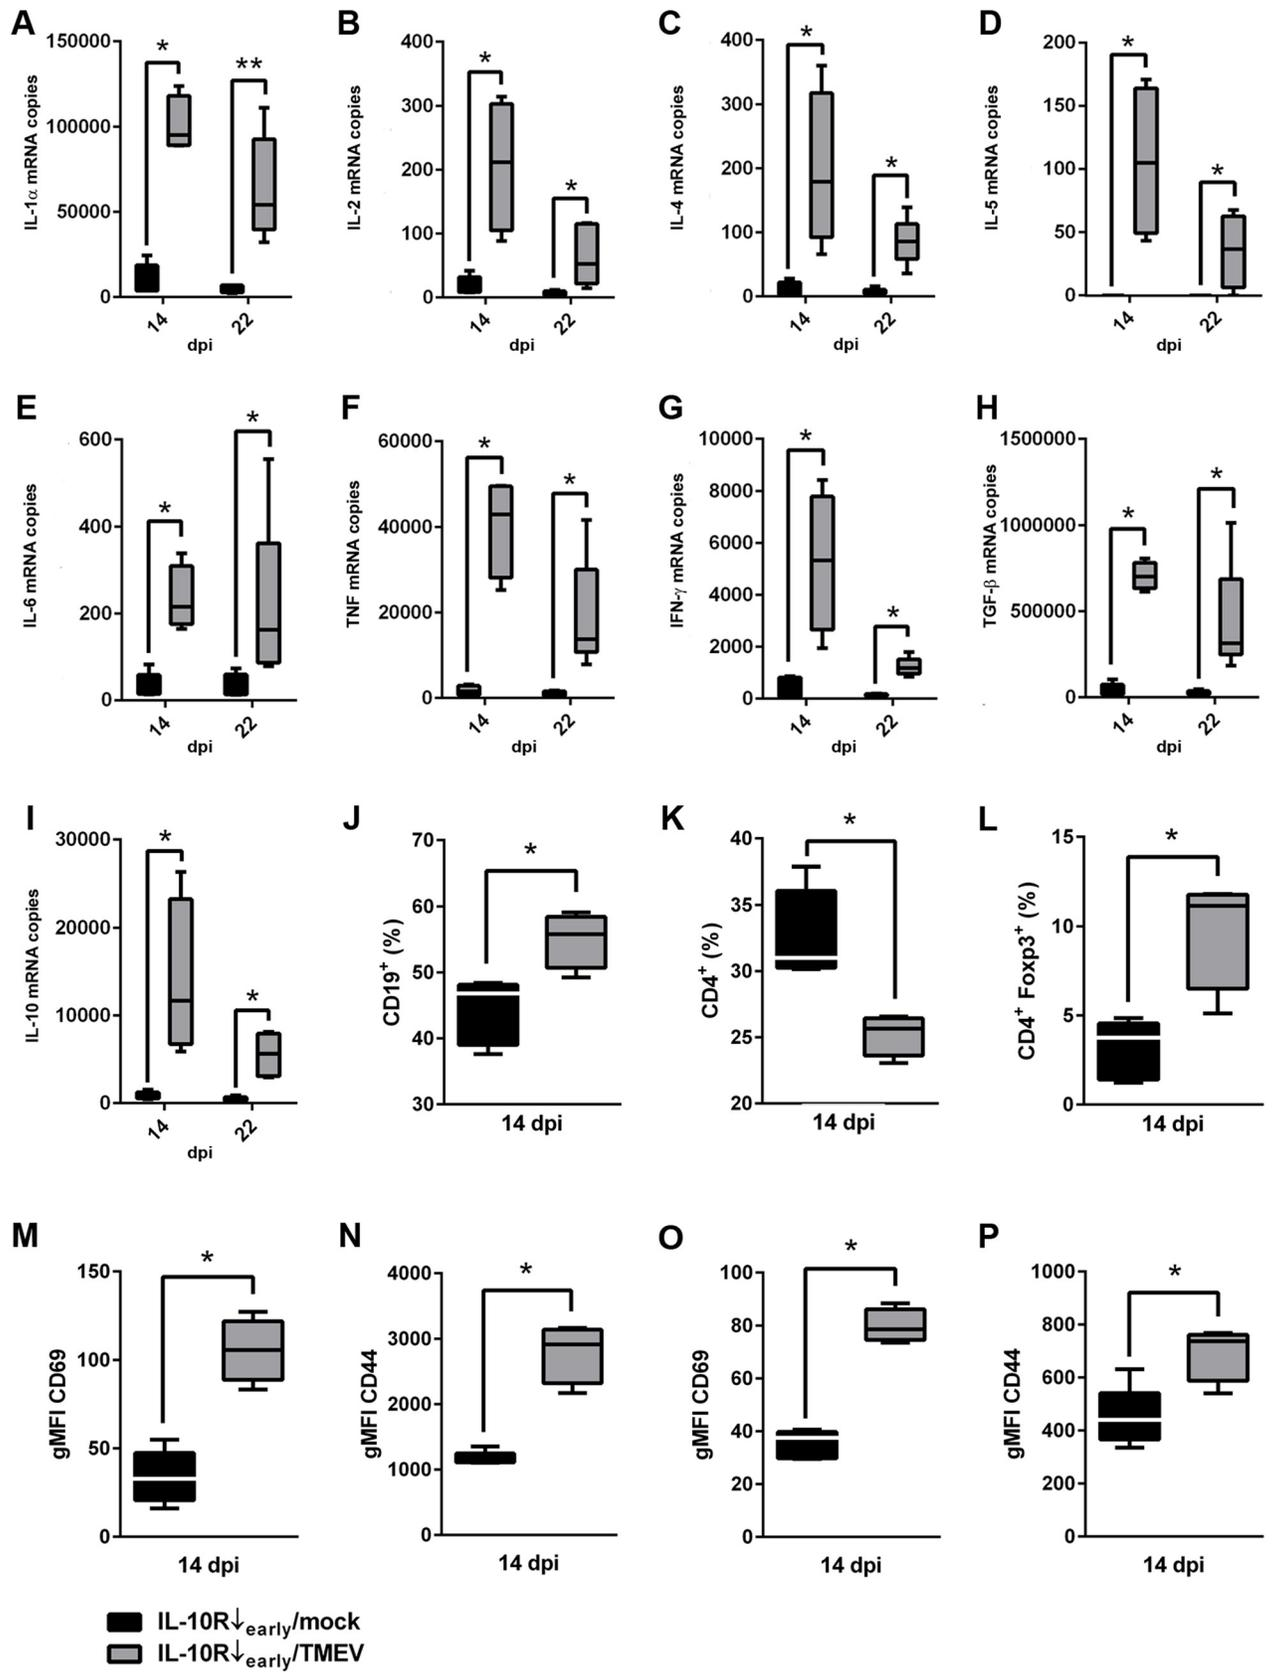 A
IL-1α mRNA copies
150000
100000
50000
0
*
**
14
22
dpi
B
IL-2 mRNA copies
400
300
200
100
0
*
*
14
22
dpi
C
IL-4 mRNA copies
400
300
200
100
0
*
*
14
22
dpi
D
IL-5 mRNA copies
200
150
100
50
0
*
*
14
22
dpi
E
IL-6 mRNA copies
600
400
200
0
*
*
14
22
dpi
F
TNF mRNA copies
60000
40000
20000
0
*
*
14
22
dpi
G
IFN-γ mRNA copies
10000
8000
6000
4000
2000
0
*
*
14
22
dpi
H
TGF-β mRNA copies
1500000
1000000
500000
0
*
*
14
22
dpi
I
IL-10 mRNA copies
30000
20000
10000
0
*
*
14
22
dpi
J
CD19⁺ (%)
70
60
50
40
30
*
14 dpi
K
CD4⁺ (%)
40
35
30
25
20
*
14 dpi
L
CD4⁺ Foxp3⁺ (%)
15
10
5
0
*
14 dpi
M
gMFI CD69
150
100
50
0
*
14 dpi
N
gMFI CD44
4000
3000
2000
1000
0
*
14 dpi
O
gMFI CD69
100
80
60
40
20
0
*
14 dpi
P
gMFI CD44
1000
800
600
400
200
0
*
14 dpi
IL-10R↓early/mock
IL-10R↓early/TMEV